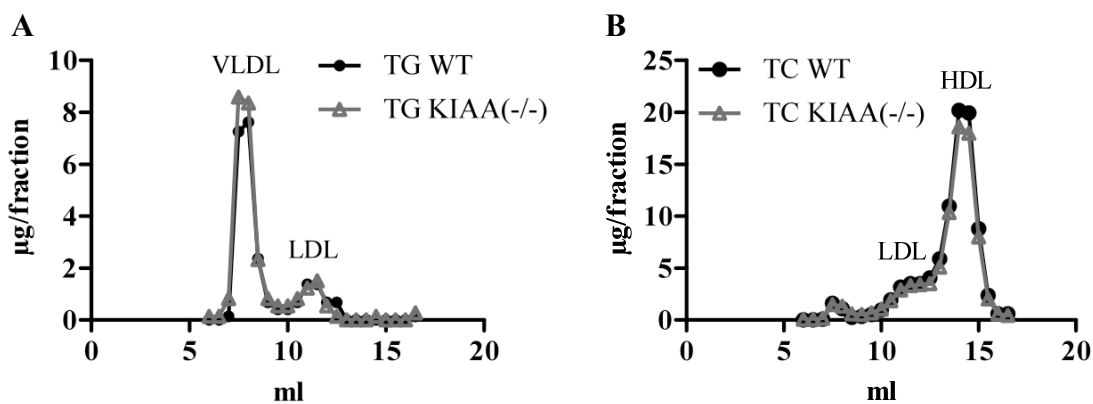 A
VLDL
TG WT
TG KIAA(-/-)
LDL
10
8
6
4
2
0
µg/fraction
0 5 10 15 20
ml
B
TC WT
TC KIAA(-/-)
HDL
LDL
25
20
15
10
5
0
µg/fraction
0 5 10 15 20
ml